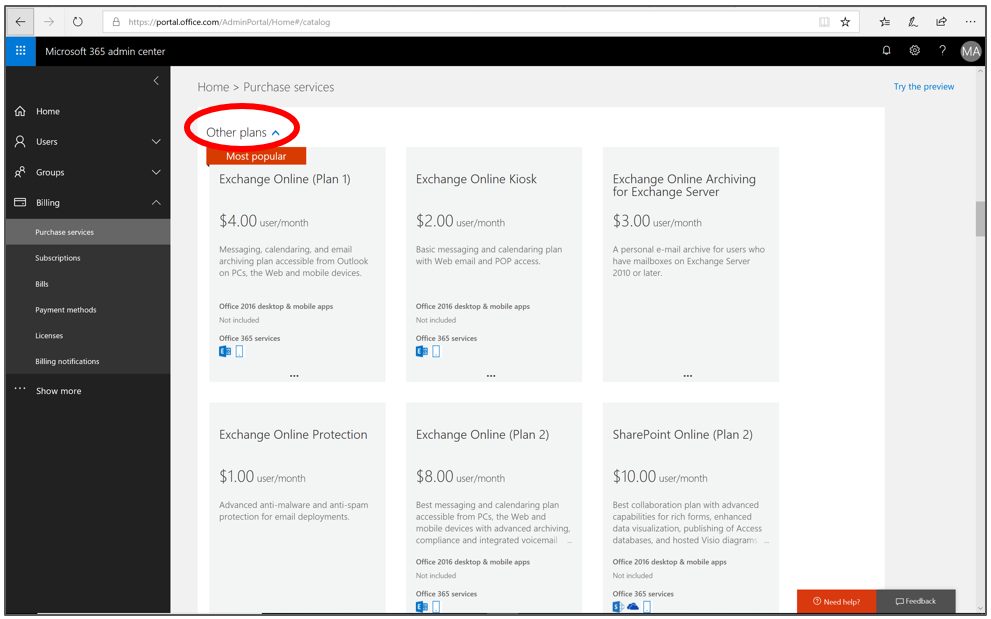 https://portal.office.com/AdminPortal/Home#/catalog
Microsoft 365 admin center
MA
Home
Users
Groups
Billing
Purchase services
Subscriptions
Bills
Payment methods
Licenses
Billing notifications
Show more
Home > Purchase services
Try the preview
Other plans
Most popular
Exchange Online (Plan 1)
$4.00 user/month
Messaging, calendaring, and email
archiving plan accessible from Outlook
on PCs, the Web and mobile devices.
Office 2016 desktop & mobile apps
Not included
Office 365 services
...
Exchange Online Kiosk
$2.00 user/month
Basic messaging and calendaring plan
with Web email and POP access.
Office 2016 desktop & mobile apps
Not included
Office 365 services
...
Exchange Online Archiving
for Exchange Server
$3.00 user/month
A personal e-mail archive for users who
have mailboxes on Exchange Server
2010 or later.
...
Exchange Online Protection
$1.00 user/month
Advanced anti-malware and anti-spam
protection for email deployments.
Exchange Online (Plan 2)
$8.00 user/month
Best messaging and calendaring plan
accessible from PCs, the Web and
mobile devices with advanced archiving,
compliance and integrated voicemail ...
Office 2016 desktop & mobile apps
Not included
Office 365 services
SharePoint Online (Plan 2)
$10.00 user/month
Best collaboration plan with advanced
capabilities for rich forms, enhanced
data visualization, publishing of Access
databases, and hosted Visio diagrams ...
Office 2016 desktop & mobile apps
Not included
Office 365 services
Need help?
Feedback